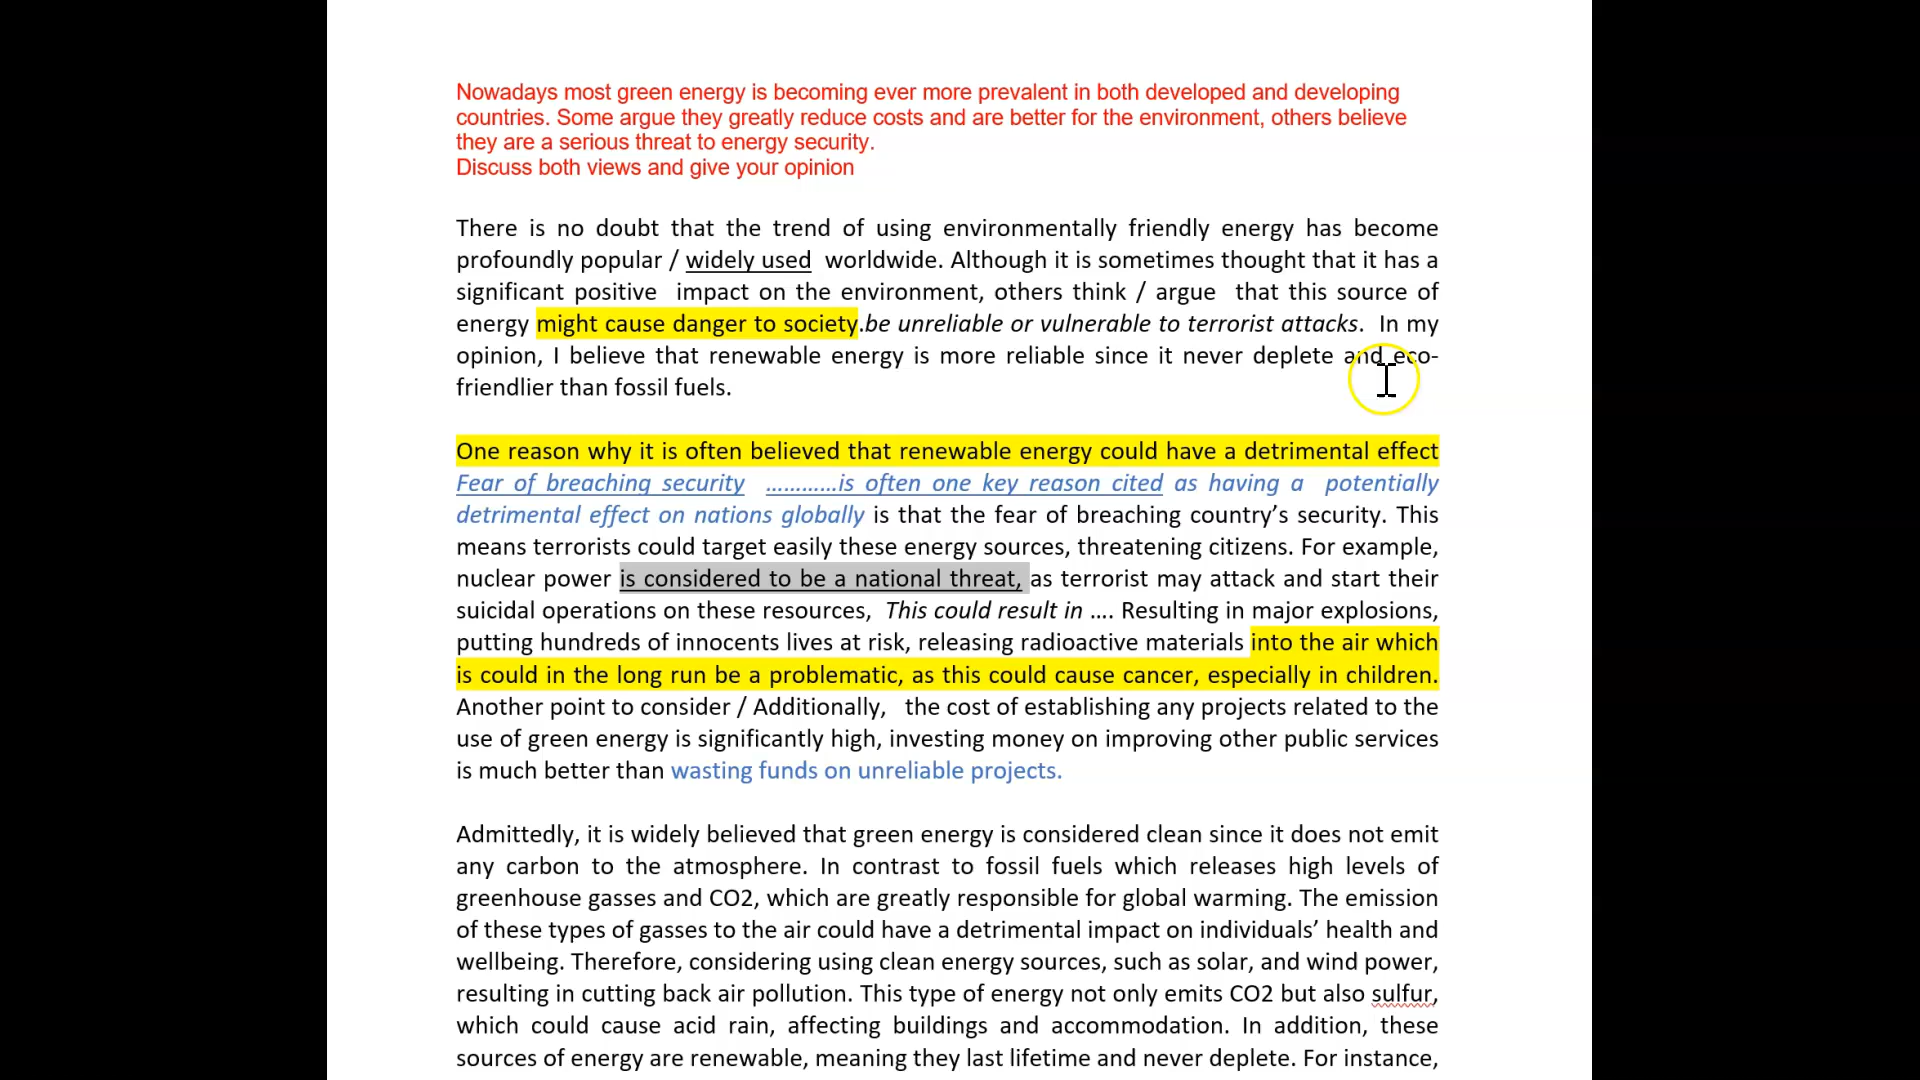 Nowadays most green energy is becoming ever more prevalent in both developed and developing
countries. Some argue they greatly reduce costs and are better for the environment, others believe
they are a serious threat to energy security.
Discuss both views and give your opinion
There is no doubt that the trend of using environmentally friendly energy has become
profoundly popular / widely used worldwide. Although it is sometimes thought that it has a
significant positive impact on the environment, others think / argue that this source of
energy might cause danger to society.be unreliable or vulnerable to terrorist attacks. In my
opinion, I believe that renewable energy is more reliable since it never deplete and eco-
friendlier than fossil fuels.
One reason why it is often believed that renewable energy could have a detrimental effect
Fear of breaching security …………is often one key reason cited as having a potentially
detrimental effect on nations globally is that the fear of breaching country’s security. This
means terrorists could target easily these energy sources, threatening citizens. For example,
nuclear power is considered to be a national threat, as terrorist may attack and start their
suicidal operations on these resources, This could result in …. Resulting in major explosions,
putting hundreds of innocents lives at risk, releasing radioactive materials into the air which
is could in the long run be a problematic, as this could cause cancer, especially in children.
Another point to consider / Additionally, the cost of establishing any projects related to the
use of green energy is significantly high, investing money on improving other public services
is much better than wasting funds on unreliable projects.
Admittedly, it is widely believed that green energy is considered clean since it does not emit
any carbon to the atmosphere. In contrast to fossil fuels which releases high levels of
greenhouse gasses and CO2, which are greatly responsible for global warming. The emission
of these types of gasses to the air could have a detrimental impact on individuals’ health and
wellbeing. Therefore, considering using clean energy sources, such as solar, and wind power,
resulting in cutting back air pollution. This type of energy not only emits CO2 but also sulfur,
which could cause acid rain, affecting buildings and accommodation. In addition, these
sources of energy are renewable, meaning they last lifetime and never deplete. For instance,